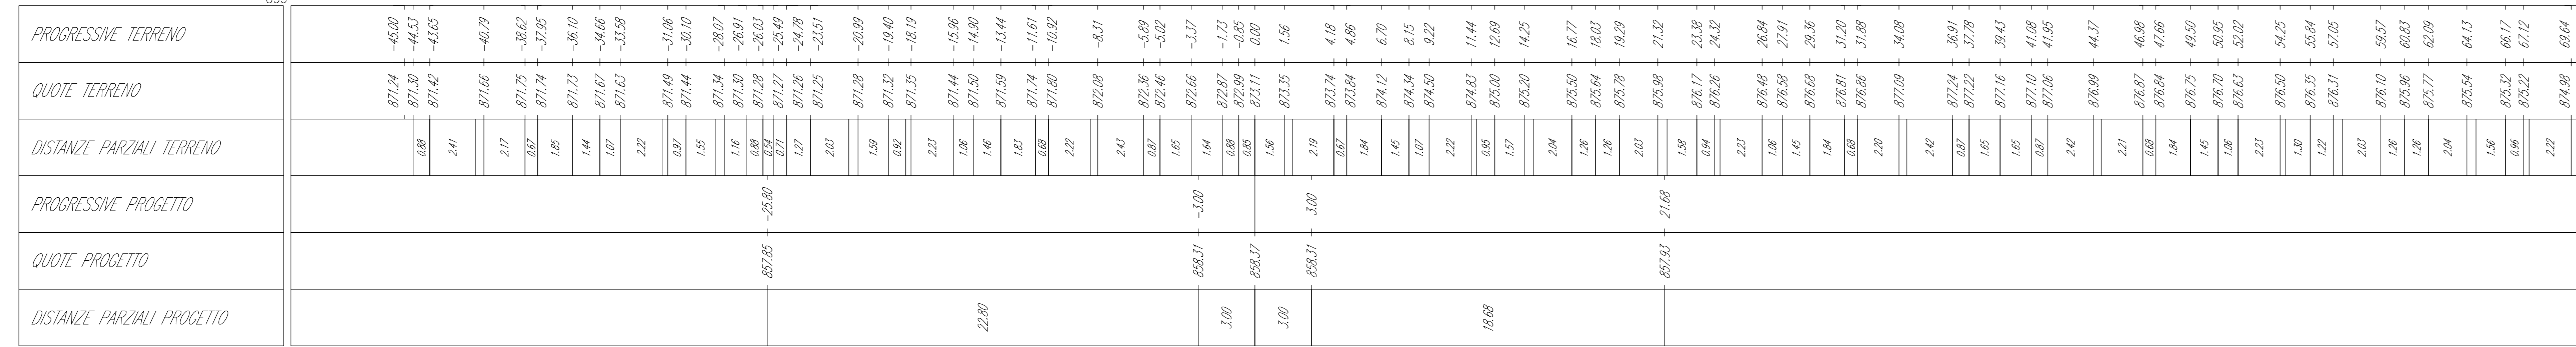 PROGRESSIVE TERRENO -45.00 -44.53 -43.65 -40.79 -38.62 -37.95 -36.10 -34.66 -33.58 -31.06 -30.10 -28.07 -26.91 -26.03 -25.49 -24.78 -23.51 -20.99 -19.40 -18.19 -15.96 -14.90 -13.44 -11.61 -10.92 -8.31 -5.89 -5.02 -3.37 -1.73 -0.85 0.00 1.56 4.18 4.86 6.70 8.15 9.22 11.44 12.69 14.25 16.77 18.03 19.29 21.32 23.38 24.32 26.84 27.91 29.36 31.20 31.88 34.08 36.91 37.78 39.43 41.08 41.95 44.37 46.98 47.66 49.50 50.95 52.02 54.25 55.84 57.05 59.57 60.83 62.09 64.13 66.17 67.12 69.64
QUOTE TERRENO 871.24 871.30 871.42 871.66 871.75 871.74 871.73 871.67 871.63 871.49 871.44 871.34 871.30 871.28 871.27 871.26 871.25 871.28 871.32 871.35 871.44 871.50 871.59 871.74 871.80 872.08 872.36 872.46 872.66 872.87 872.99 873.11 873.35 873.74 873.84 874.12 874.34 874.50 874.83 875.00 875.20 875.50 875.64 875.78 875.98 876.17 876.26 876.48 876.58 876.68 876.81 876.86 877.09 877.24 877.22 877.16 877.10 877.06 876.99 876.87 876.84 876.75 876.70 876.63 876.50 876.35 876.31 876.10 875.96 875.77 875.54 875.32 875.22 874.98
DISTANZE PARZIALI TERRENO 0.88 2.41 2.17 0.67 1.85 1.44 1.07 2.22 0.97 1.55 1.16 0.88 0.54 0.71 1.27 2.03 1.59 0.92 2.23 1.06 1.46 1.83 0.68 2.22 2.43 0.87 1.65 1.64 0.88 0.85 1.56 2.19 0.67 1.84 1.45 1.07 2.22 0.95 1.57 2.04 1.26 1.26 2.03 1.58 0.94 2.23 1.06 1.45 1.84 0.68 2.20 2.42 0.87 1.65 1.65 0.87 2.42 2.21 0.68 1.84 1.45 1.06 2.23 1.30 1.22 2.03 1.26 1.26 2.04 1.56 0.96 2.22
PROGRESSIVE PROGETTO -25.80 -3.00 3.00 21.68
QUOTE PROGETTO 857.85 858.31 858.37 858.31 857.93
DISTANZE PARZIALI PROGETTO 22.80 3.00 3.00 18.68